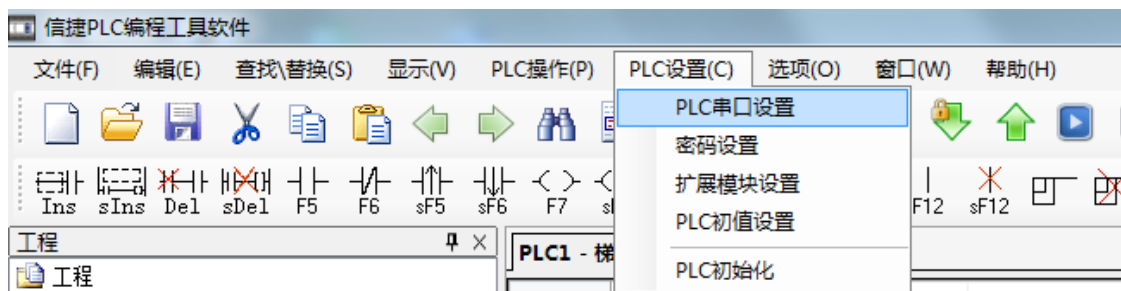 信捷PLC编程工具软件
文件(F) 编辑(E) 查找\替换(S) 显示(V) PLC操作(P) PLC设置(C) 选项(O) 窗口(W) 帮助(H)
PLC串口设置
密码设置
扩展模块设置
PLC初值设置
PLC初始化
Ins sIns Del sDel F5 F6 sF5 sF6 F7 F12 sF12
工程
PLC1 - 梯
工程